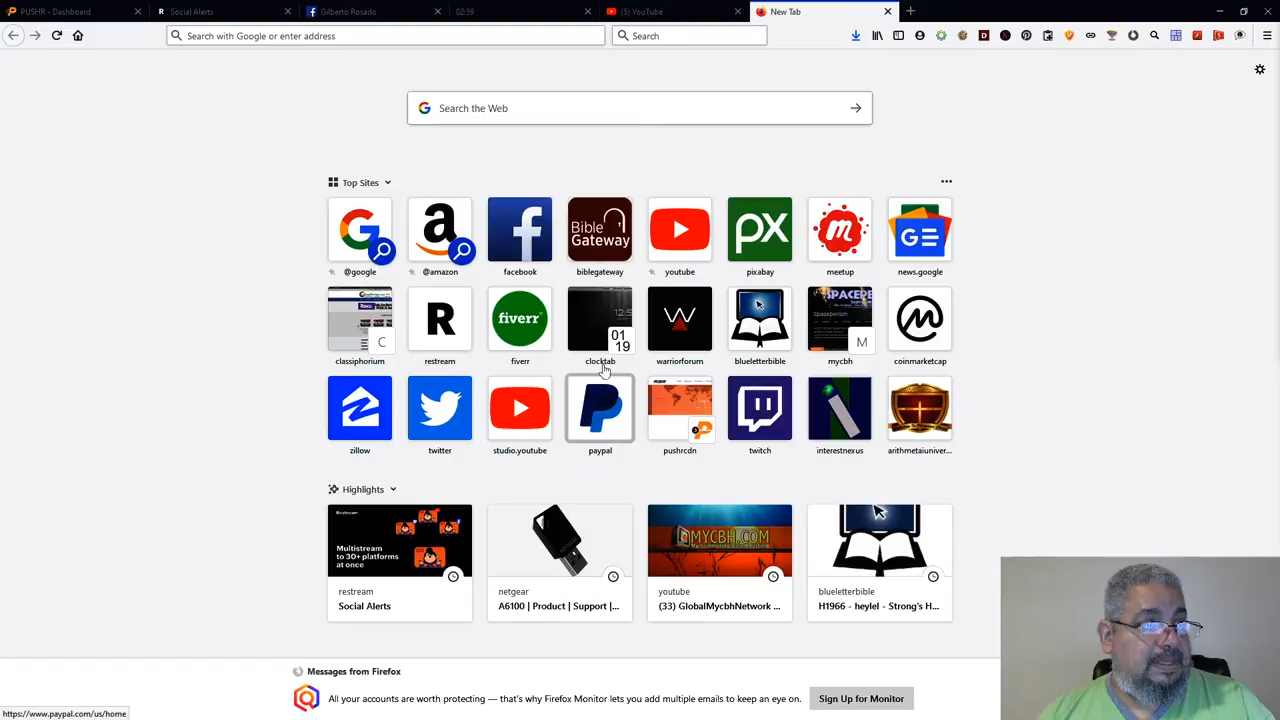 PUSHR - Dashboard
Social Alerts
Gilberto Rosado
02:59
(5) YouTube
New Tab
Search with Google or enter address
Search
Search the Web
Top Sites
Bible Gateway
px
m
GE
@google
@amazon
facebook
biblegateway
youtube
pixabay
meetup
news.google
C
R
fiverr
01
19
M
classiphorium
restream
fiverr
clocktab
warriorforum
blueletterbible
mycbh
coinmarketcap
zillow
twitter
studio.youtube
paypal
pushrcdn
twitch
interestnexus
arithmetaiuniver...
Highlights
Restream
Multistream
to 30+ platforms
at once
MYCBH.COM
restream
netgear
youtube
blueletterbible
Social Alerts
A6100 | Product | Support |...
(33) GlobalMycbhNetwork ...
H1966 - heylel - Strong's H...
Messages from Firefox
All your accounts are worth protecting — that's why Firefox Monitor lets you add multiple emails to keep an eye on.
Sign Up for Monitor
https://www.paypal.com/us/home